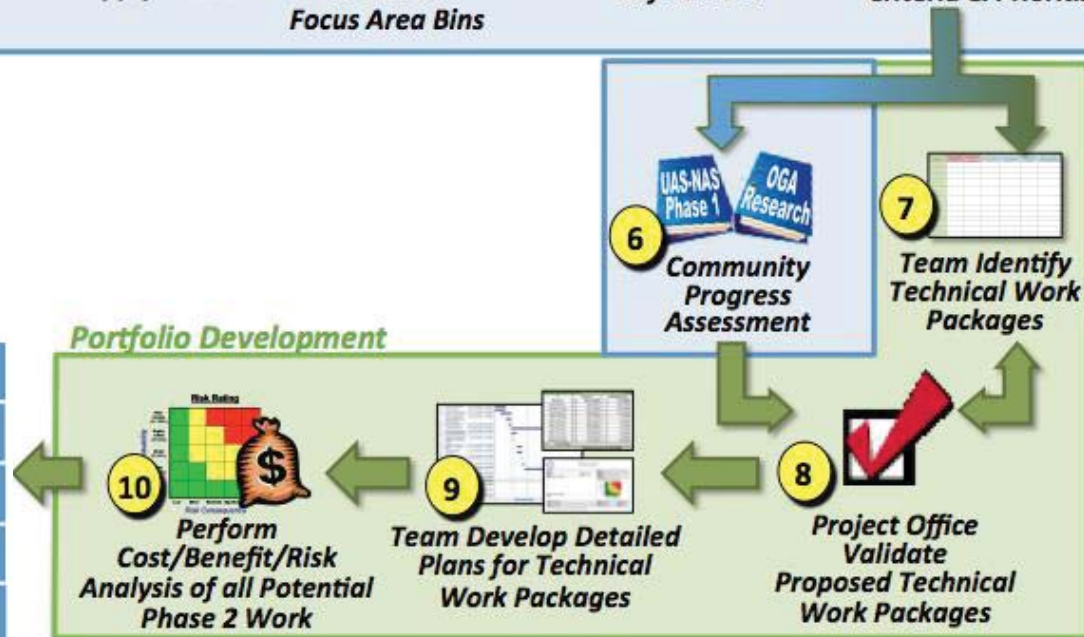 Focus Area Bins
UAS-NAS
Phase 1
OGA
Research
6
Community
Progress
Assessment
7
Team Identify
Technical Work
Packages
Portfolio Development
Risk Rating
$
10
Perform
Cost/Benefit/Risk
Analysis of all Potential
Phase 2 Work
9
Team Develop Detailed
Plans for Technical
Work Packages
8
Project Office
Validate
Proposed Technical
Work Packages